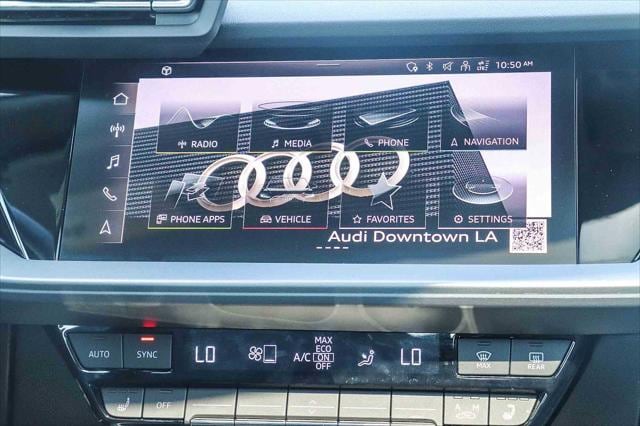 LTE 10:50 AM
RADIO MEDIA PHONE NAVIGATION
PHONE APPS VEHICLE FAVORITES SETTINGS
Audi Downtown LA
AUTO SYNC LO A/C MAX LO MAX REAR
ECO
ON
OFF
OFF A M